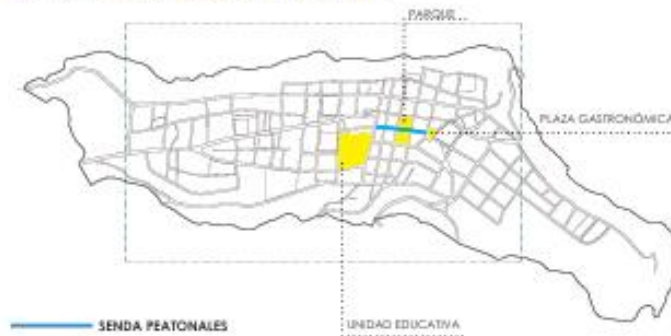 PARQUE
PLAZA GASTRONÓMICA
SENDA PEATONALES
UNIDAD EDUCATIVA